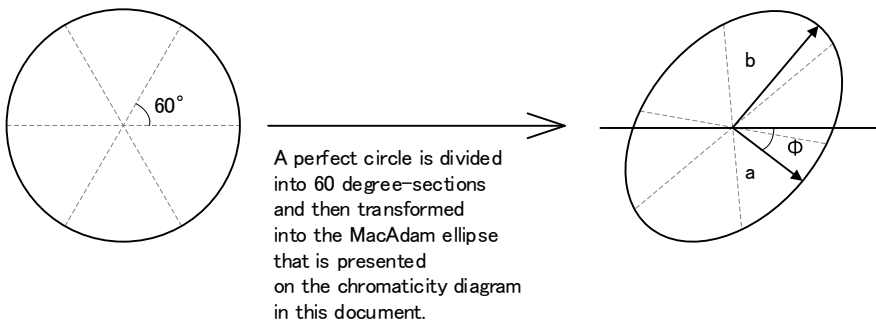 60°
A perfect circle is divided
into 60 degree-sections
and then transformed
into the MacAdam ellipse
that is presented
on the chromaticity diagram
in this document.
b
Φ
a